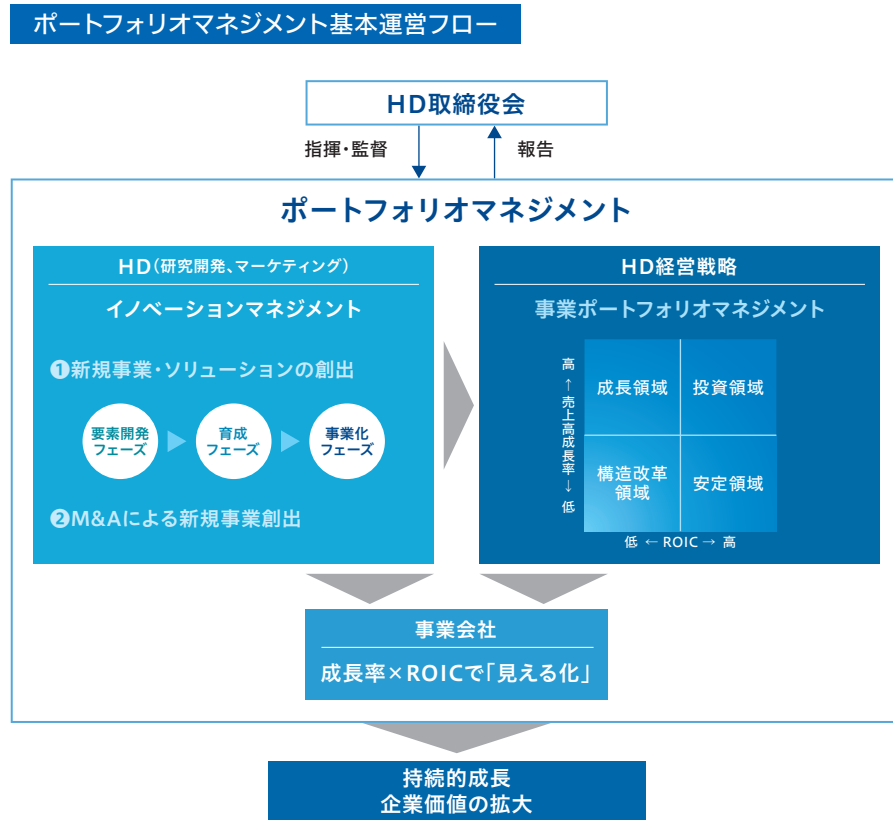 ポートフォリオマネジメント基本運営フロー
HD取締役会
指揮・監督
報告
ポートフォリオマネジメント
HD(研究開発、マーケティング)
イノベーションマネジメント
❶新規事業・ソリューションの創出
要素開発
フェーズ
育成
フェーズ
事業化
フェーズ
❷M&Aによる新規事業創出
HD経営戦略
事業ポートフォリオマネジメント
高 ↑ 売上高成長率 ↓ 低
成長領域
投資領域
構造改革
領域
安定領域
低 ← ROIC → 高
事業会社
成長率×ROICで「見える化」
持続的成長
企業価値の拡大